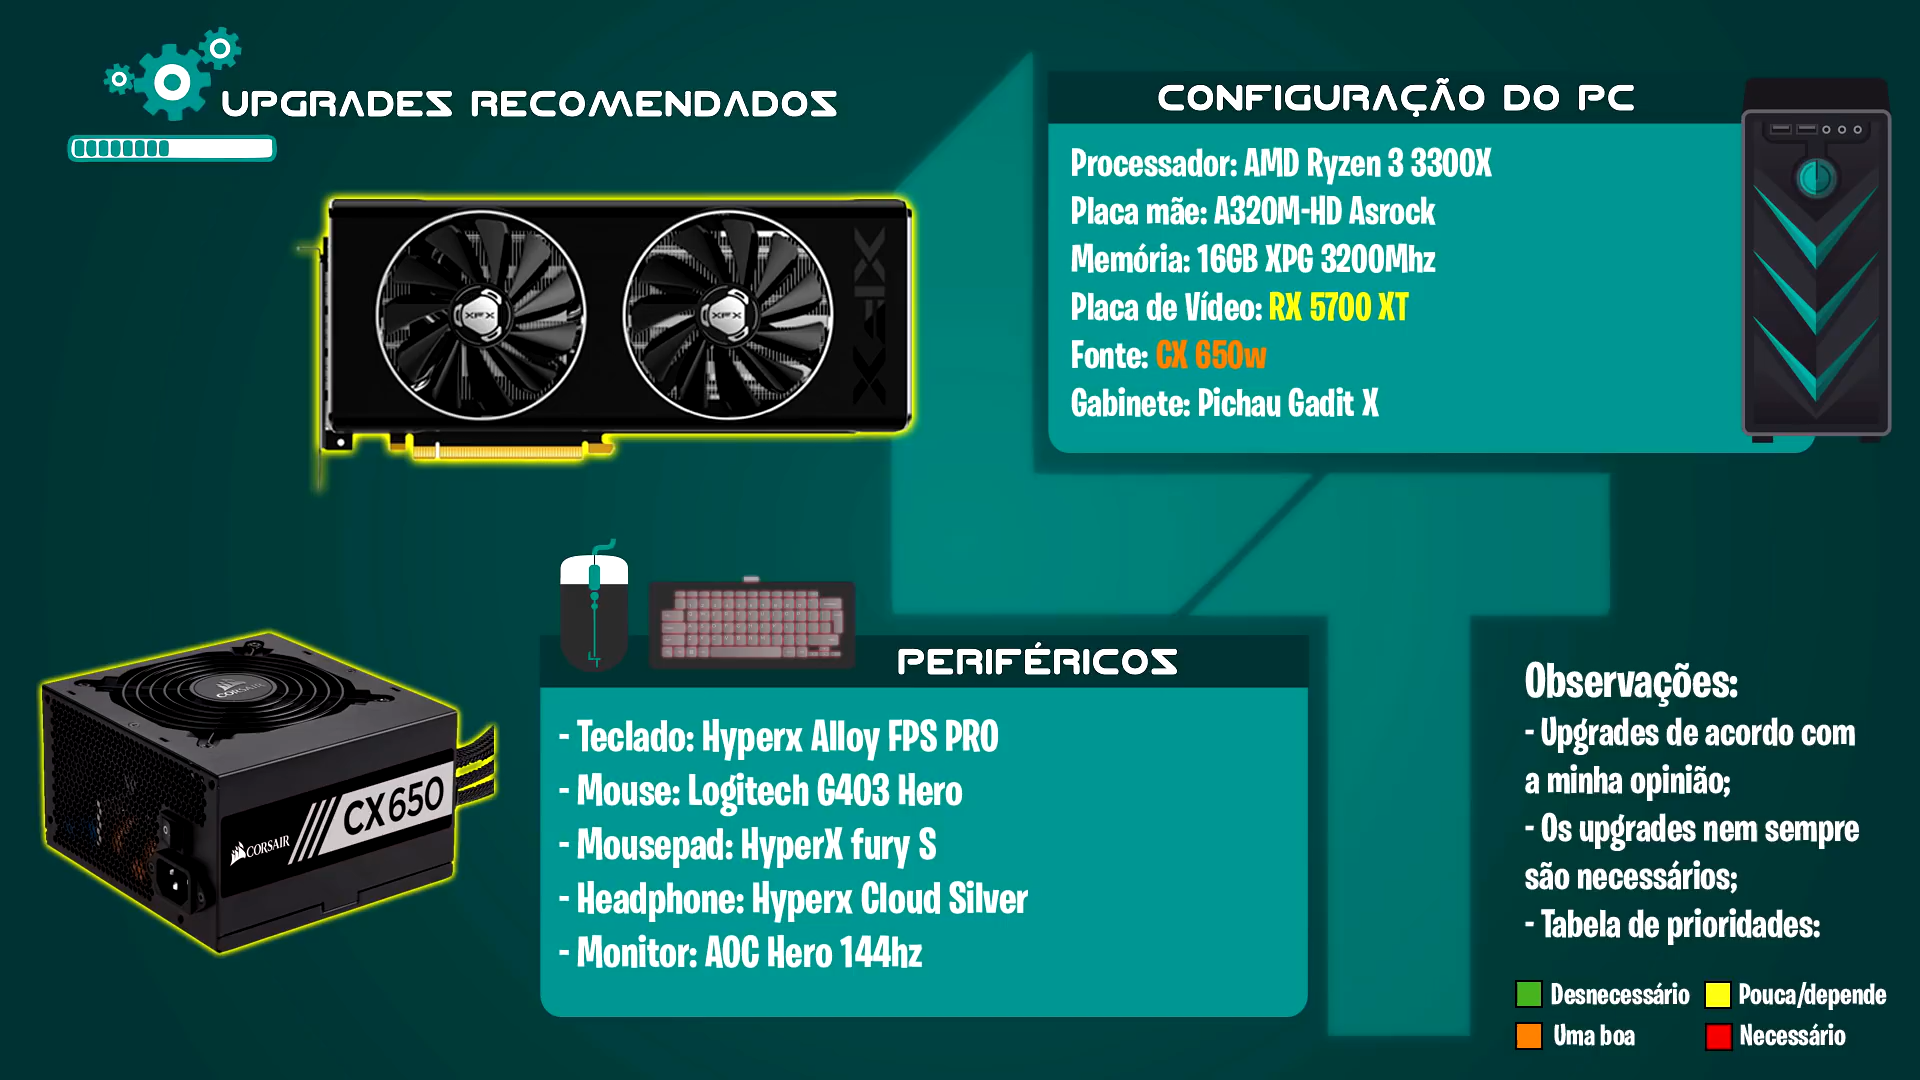 UPGRADES RECOMENDADOS
CONFIGURAÇÃO DO PC
Processador: AMD Ryzen 3 3300X
Placa mãe: A320M-HD Asrock
Memória: 16GB XPG 3200Mhz
Placa de Vídeo: RX 5700 XT
Fonte: CX 650w
Gabinete: Pichau Gadit X
XFX
XFX
XFX
CORSAIR
CORSAIR
CX650
LT
PERIFÉRICOS
- Teclado: Hyperx Alloy FPS PRO
- Mouse: Logitech G403 Hero
- Mousepad: HyperX fury S
- Headphone: Hyperx Cloud Silver
- Monitor: AOC Hero 144hz
Observações:
- Upgrades de acordo com
a minha opinião;
- Os upgrades nem sempre
são necessários;
- Tabela de prioridades:
Desnecessário
Pouca/depende
Uma boa
Necessário